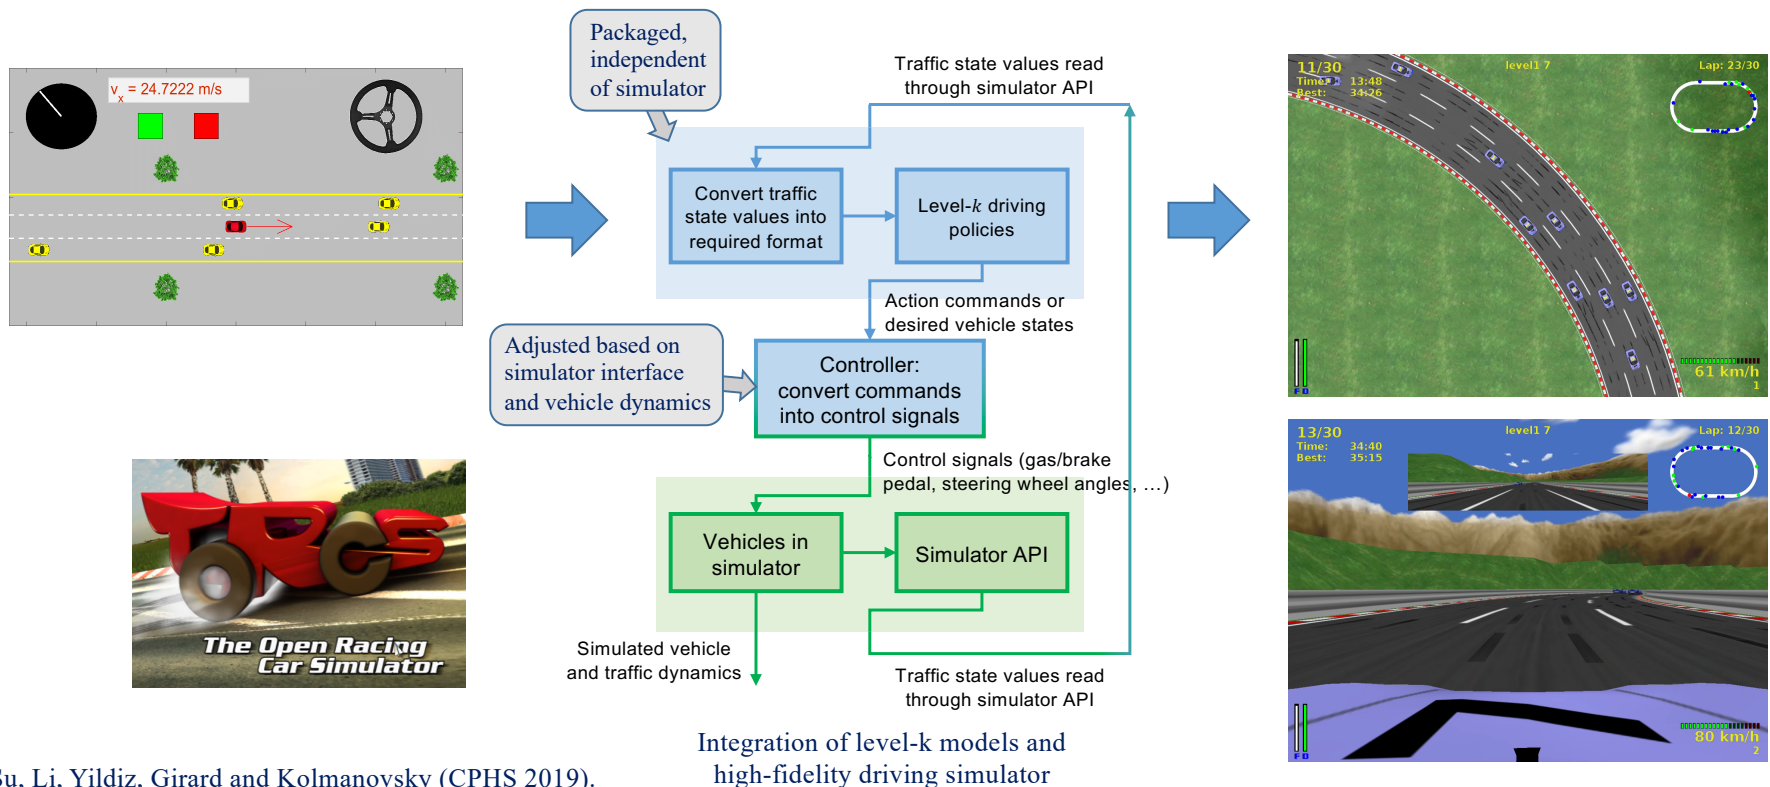 v_x = 24.7222 m/s
Packaged,
independent
of simulator
Traffic state values read
through simulator API
Convert traffic
state values into
required format
Level-k driving
policies
Action commands or
desired vehicle states
Adjusted based on
simulator interface
and vehicle dynamics
Controller:
convert commands
into control signals
Control signals (gas/brake
pedal, steering wheel angles, …)
Vehicles in
simulator
Simulator API
Simulated vehicle
and traffic dynamics
Traffic state values read
through simulator API
Integration of level-k models and
high-fidelity driving simulator
TORCS
The Open Racing
Car Simulator
11/30
Time: 13:48
Best: 34:26
level1 7
Lap: 23/30
61 km/h
1
13/30
Time: 34:40
Best: 35:15
level1 7
Lap: 12/30
F
80 km/h
2
Li, Yildiz, Girard and Kolmanovsky (CPHS 2019).